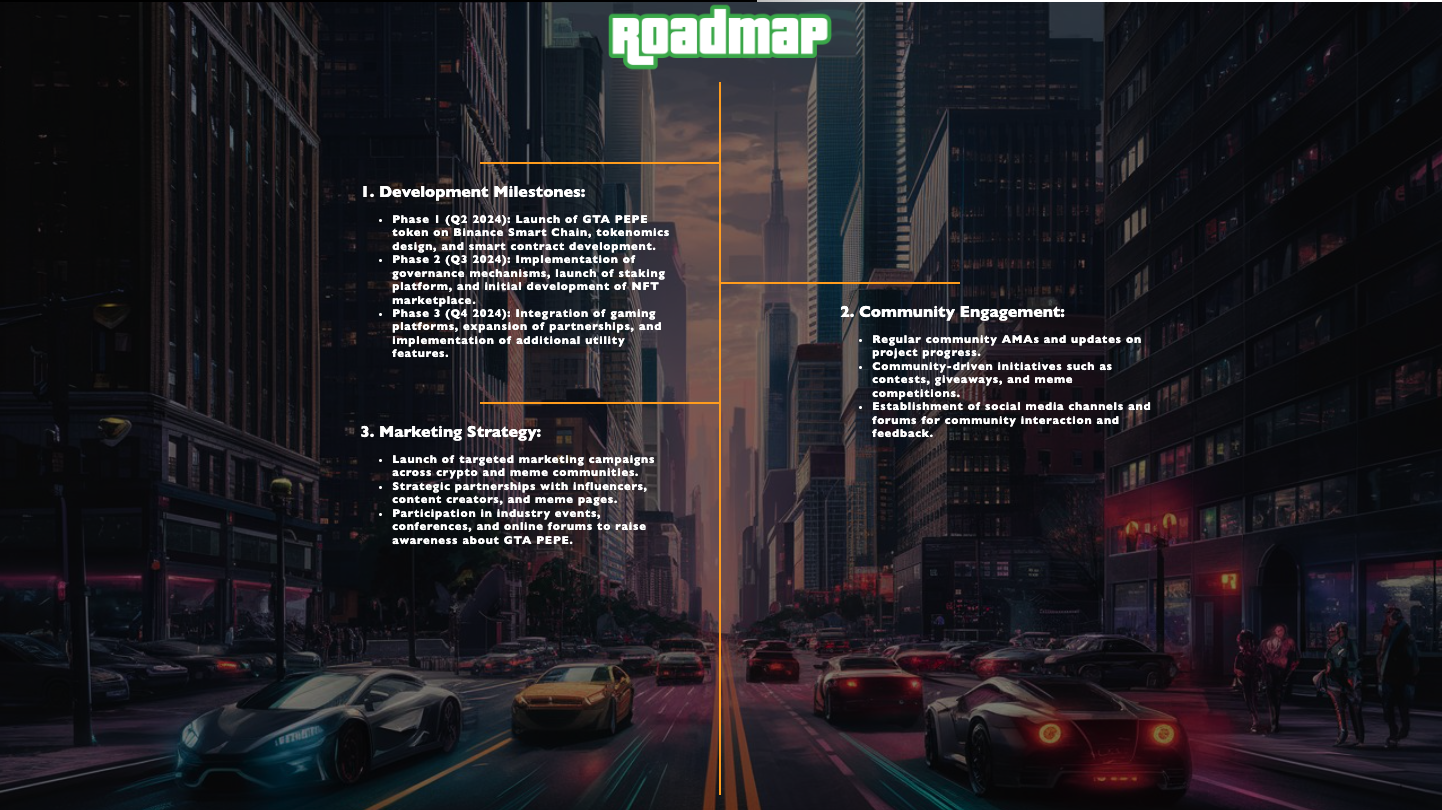 Roadmap
1. Development Milestones:
• Phase 1 (Q2 2024): Launch of GTA PEPE
token on Binance Smart Chain, tokenomics
design, and smart contract development.
• Phase 2 (Q3 2024): Implementation of
governance mechanisms, launch of staking
platform, and initial development of NFT
marketplace.
• Phase 3 (Q4 2024): Integration of gaming
platforms, expansion of partnerships, and
implementation of additional utility
features.
2. Community Engagement:
• Regular community AMAs and updates on
project progress.
• Community-driven initiatives such as
contests, giveaways, and meme
competitions.
• Establishment of social media channels and
forums for community interaction and
feedback.
3. Marketing Strategy:
• Launch of targeted marketing campaigns
across crypto and meme communities.
• Strategic partnerships with influencers,
content creators, and meme pages.
• Participation in industry events,
conferences, and online forums to raise
awareness about GTA PEPE.